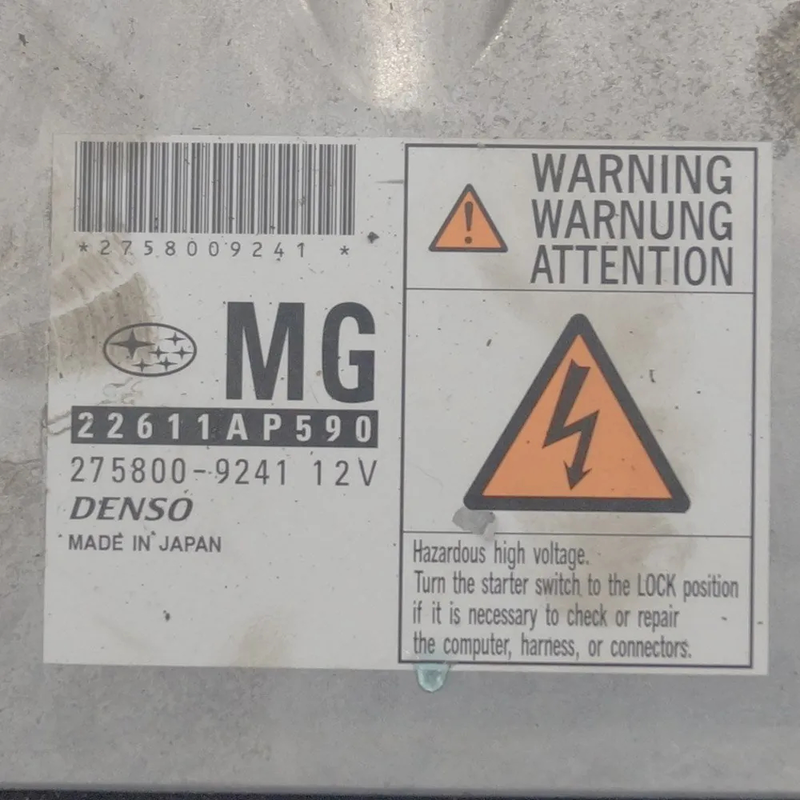 *2758009241 *
MG
22611AP590
275800-9241 12V
DENSO
MADE IN JAPAN
WARNING
WARNUNG
ATTENTION
Hazardous high voltage.
Turn the starter switch to the LOCK position
if it is necessary to check or repair
the computer, harness, or connectors.